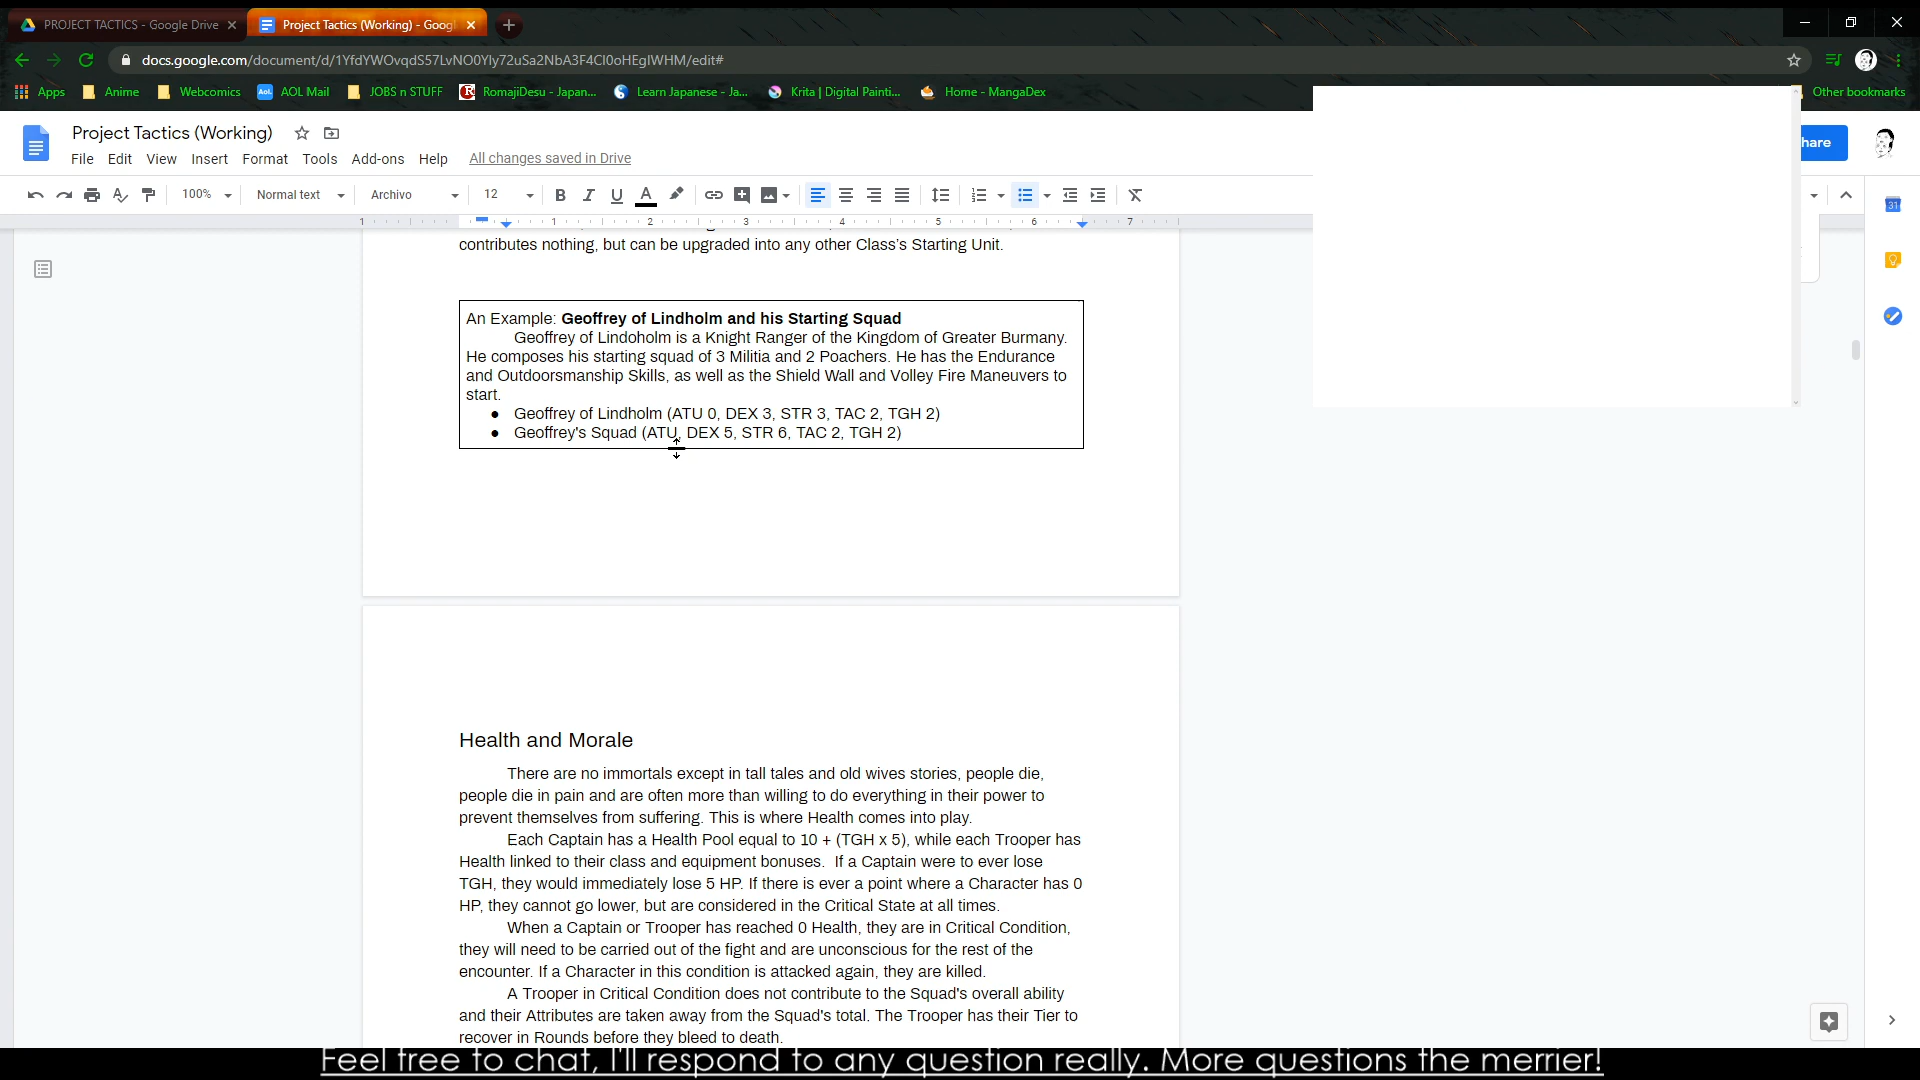 PROJECT TACTICS - Google Drive
Project Tactics (Working) - Goog
docs.google.com/document/d/1YfdYWOvqdS57LvNO0Yly72uSa2NbA3F4Cl0oHEglWHM/edit#
Apps Anime Webcomics AOL Mail JOBS n STUFF RomajiDesu - Japan... Learn Japanese - Ja... Krita | Digital Painti... Home - MangaDex Other bookmarks
Project Tactics (Working)
hare
File Edit View Insert Format Tools Add-ons Help All changes saved in Drive
100% Normal text Archivo 12 B I U A
1 1 2 3 4 5 6 7
contributes nothing, but can be upgraded into any other Class's Starting Unit.
An Example: Geoffrey of Lindholm and his Starting Squad
Geoffrey of Lindoholm is a Knight Ranger of the Kingdom of Greater Burmany.
He composes his starting squad of 3 Militia and 2 Poachers. He has the Endurance
and Outdoorsmanship Skills, as well as the Shield Wall and Volley Fire Maneuvers to
start.
● Geoffrey of Lindholm (ATU 0, DEX 3, STR 3, TAC 2, TGH 2)
● Geoffrey's Squad (ATU, DEX 5, STR 6, TAC 2, TGH 2)
Health and Morale
There are no immortals except in tall tales and old wives stories, people die,
people die in pain and are often more than willing to do everything in their power to
prevent themselves from suffering. This is where Health comes into play.
Each Captain has a Health Pool equal to 10 + (TGH x 5), while each Trooper has
Health linked to their class and equipment bonuses.  If a Captain were to ever lose
TGH, they would immediately lose 5 HP. If there is ever a point where a Character has 0
HP, they cannot go lower, but are considered in the Critical State at all times.
When a Captain or Trooper has reached 0 Health, they are in Critical Condition,
they will need to be carried out of the fight and are unconscious for the rest of the
encounter. If a Character in this condition is attacked again, they are killed.
A Trooper in Critical Condition does not contribute to the Squad's overall ability
and their Attributes are taken away from the Squad's total. The Trooper has their Tier to
recover in Rounds before they bleed to death.
Feel free to chat, I'll respond to any question really. More questions the merrier!